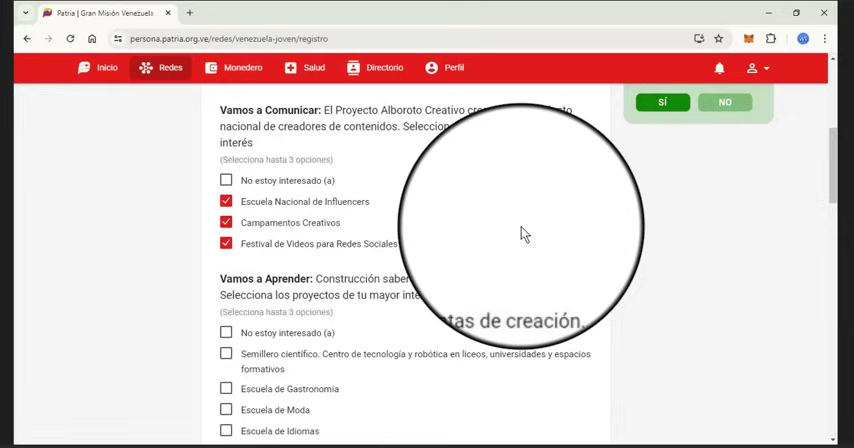 Patria | Gran Misión Venezuela
persona.patria.org.ve/redes/venezuela-joven/registro
Inicio
Redes
Monedero
Salud
Directorio
Perfil
SÍ
NO
Vamos a Comunicar: El Proyecto Alboroto Creativo
nacional de creadores de contenidos.
interés
(Selecciona hasta 3 opciones)
No estoy interesado (a)
Escuela Nacional de Influencers
Campamentos Creativos
Festival de Videos para Redes Sociales
Vamos a Aprender: Construcción
Selecciona los proyectos de tu mayor
de creación.
(Selecciona hasta 3 opciones)
No estoy interesado (a)
Semillero científico. Centro de tecnología y robótica en liceos, universidades y espacios
formativos
Escuela de Gastronomía
Escuela de Moda
Escuela de Idiomas